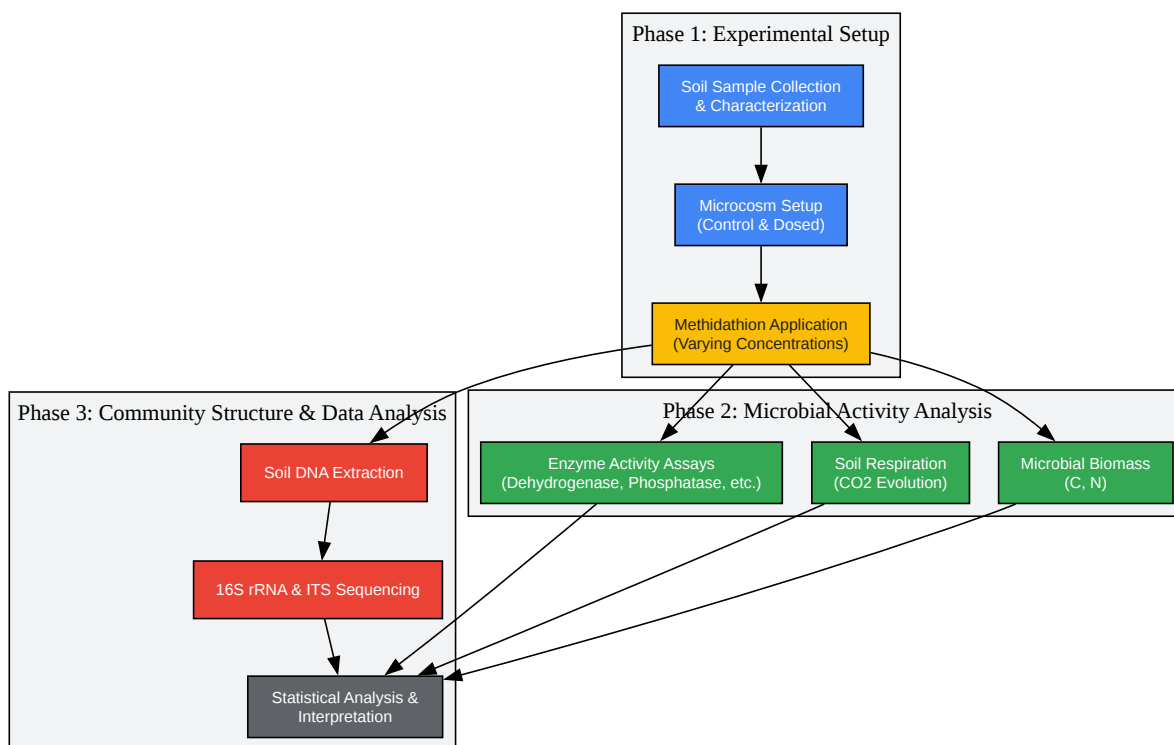 Phase 1: Experimental Setup
Soil Sample Collection
& Characterization
Microcosm Setup
(Control & Dosed)
Methidathion Application
(Varying Concentrations)
Phase 3: Community Structure & Data Analysis
Phase 2: Microbial Activity Analysis
Soil DNA Extraction
Enzyme Activity Assays
(Dehydrogenase, Phosphatase, etc.)
Soil Respiration
(CO2 Evolution)
Microbial Biomass
(C, N)
16S rRNA & ITS Sequencing
Statistical Analysis &
Interpretation